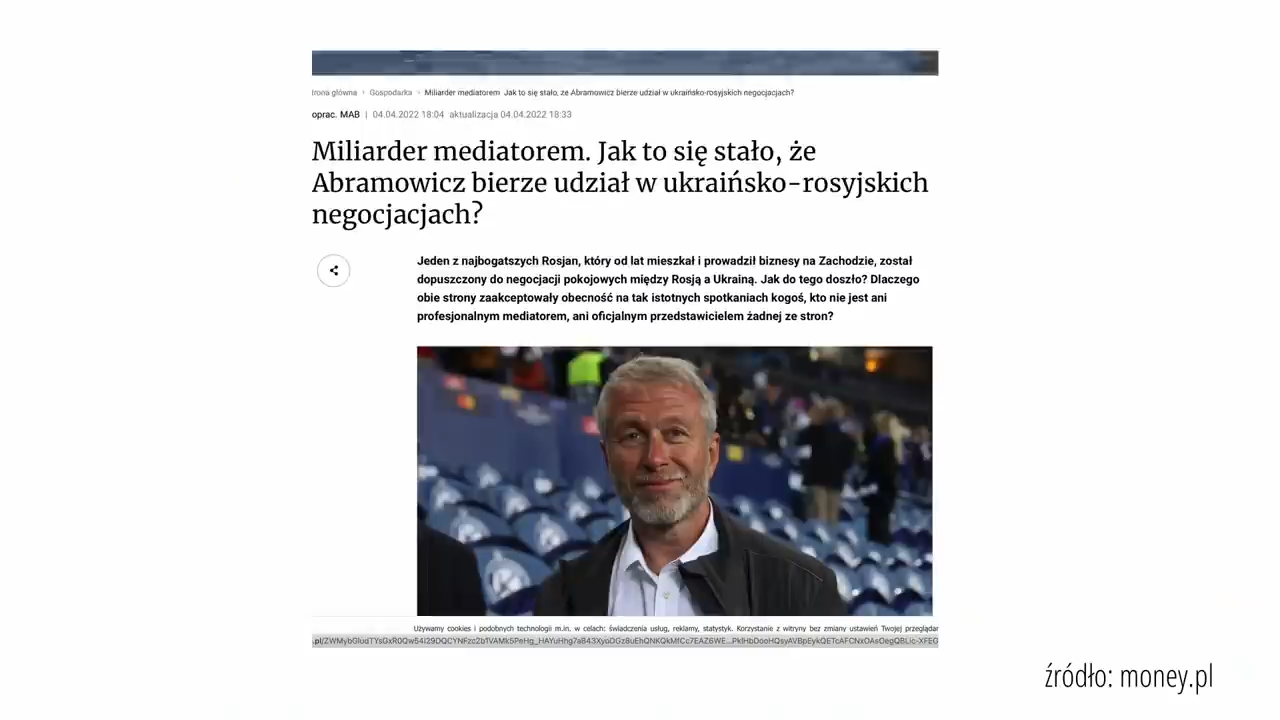 trona główna › Gospodarka › Miliarder mediatorem Jak to się stało, że Abramowicz bierze udział w ukraińsko-rosyjskich negocjacjach?
oprac. MAB | 04.04.2022 18:04 aktualizacja 04.04.2022 18:33
Miliarder mediatorem. Jak to się stało, że
Abramowicz bierze udział w ukraińsko-rosyjskich
negocjacjach?
Jeden z najbogatszych Rosjan, który od lat mieszkał i prowadził biznesy na Zachodzie, został
dopuszczony do negocjacji pokojowych między Rosją a Ukrainą. Jak do tego doszło? Dlaczego
obie strony zaakceptowały obecność na tak istotnych spotkaniach kogoś, kto nie jest ani
profesjonalnym mediatorem, ani oficjalnym przedstawicielem żadnej ze stron?
Używamy cookies i podobnych technologii m.in. w celach: świadczenia usług, reklamy, statystyk. Korzystanie z witryny bez zmiany ustawień Twojej przeglądar
źródło: money.pl